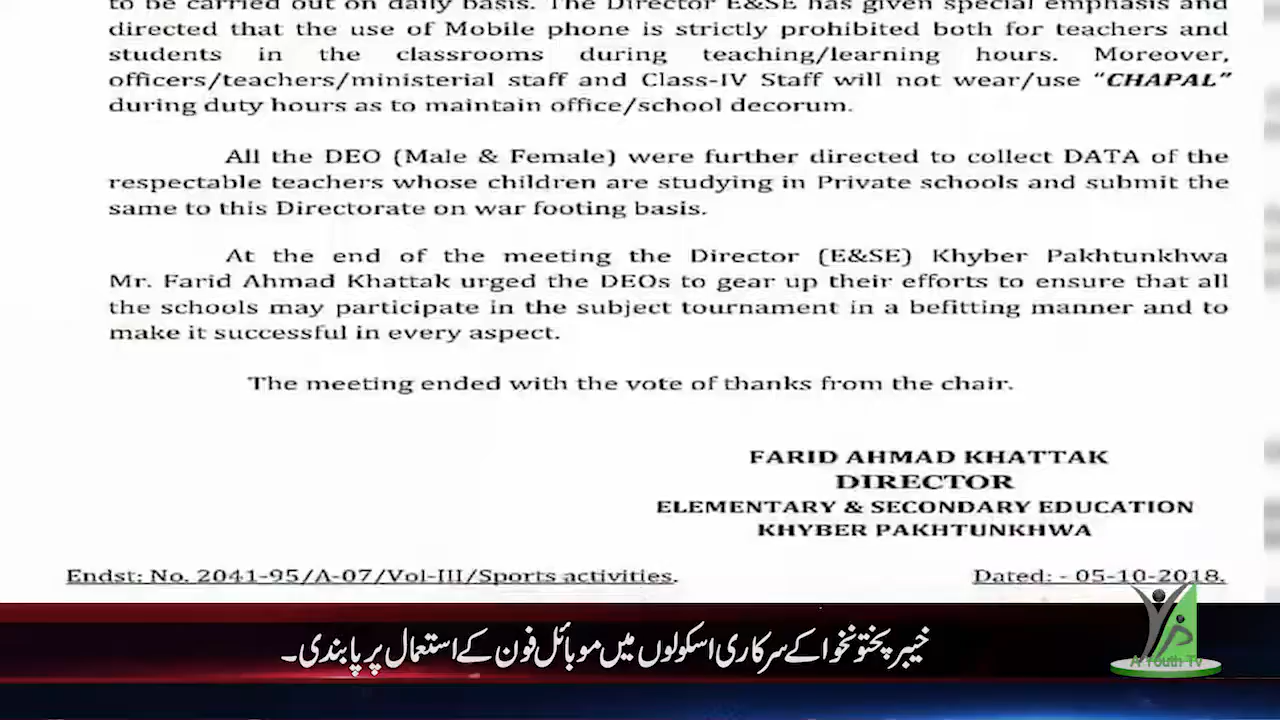 to be carried out on daily basis. The Director E&SE has given special emphasis and
directed that the use of Mobile phone is strictly prohibited both for teachers and
students in the classrooms during teaching/learning hours. Moreover,
officers/teachers/ministerial staff and Class-IV Staff will not wear/use “CHAPAL”
during duty hours as to maintain office/school decorum.
All the DEO (Male & Female) were further directed to collect DATA of the
respectable teachers whose children are studying in Private schools and submit the
same to this Directorate on war footing basis.
At the end of the meeting the Director (E&SE) Khyber Pakhtunkhwa
Mr. Farid Ahmad Khattak urged the DEOs to gear up their efforts to ensure that all
the schools may participate in the subject tournament in a befitting manner and to
make it successful in every aspect.
The meeting ended with the vote of thanks from the chair.
FARID AHMAD KHATTAK
DIRECTOR
ELEMENTARY & SECONDARY EDUCATION
KHYBER PAKHTUNKHWA
Endst: No. 2041-95/A-07/Vol-III/Sports activities.
Dated: - 05-10-2018.
خیبر پختونخوا کے سرکاری اسکولوں میں موبائل فون کے استعمال پر پابندی۔
A Youth Tv